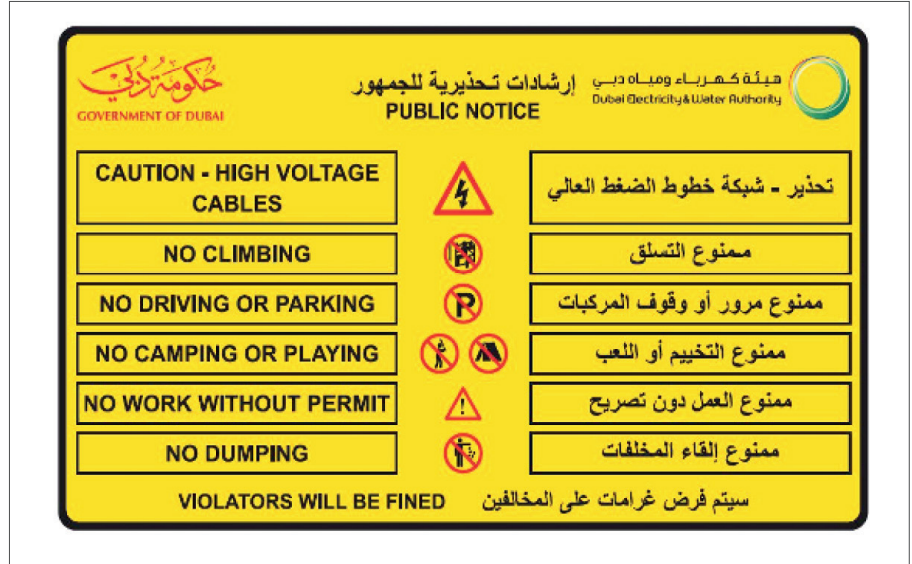 حكومة دبي
GOVERNMENT OF DUBAI
إرشادات تحذيرية للجمهور
PUBLIC NOTICE
هيئة كهرباء ومياه دبي
Dubai Electricity & Water Authority
CAUTION - HIGH VOLTAGE
CABLES
تحذير - شبكة خطوط الضغط العالي
NO CLIMBING
ممنوع التسلق
NO DRIVING OR PARKING
P
ممنوع مرور أو وقوف المركبات
NO CAMPING OR PLAYING
ممنوع التخييم أو اللعب
NO WORK WITHOUT PERMIT
!
ممنوع العمل دون تصريح
NO DUMPING
ممنوع إلقاء المخلفات
VIOLATORS WILL BE FINED
سيتم فرض غرامات على المخالفين